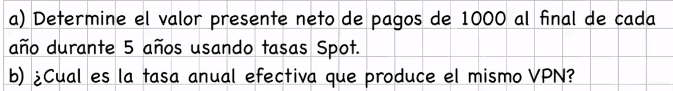 a) Determine el valor presente neto de pagos de 1000 al final de cada
año durante 5 años usando tasas Spot.
b) ¿Cual es la tasa anual efectiva que produce el mismo VPN?